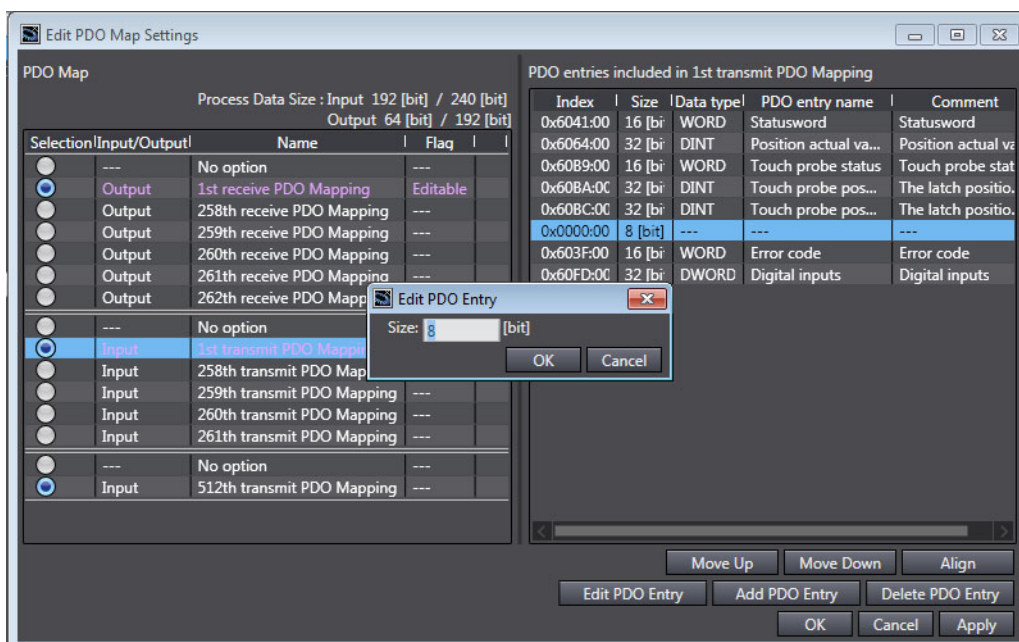 Edit PDO Map Settings
PDO Map
Process Data Size : Input 192 [bit] / 240 [bit]
Output 64 [bit] / 192 [bit]
Selection Input/Output Name Flag
--- No option ---
Output 1st receive PDO Mapping Editable
Output 258th receive PDO Mapping ---
Output 259th receive PDO Mapping ---
Output 260th receive PDO Mapping ---
Output 261th receive PDO Mapping ---
Output 262th receive PDO Mapp
--- No option ---
Input 1st transmit PDO Mappin
Input 258th transmit PDO Map
Input 259th transmit PDO Mapping ---
Input 260th transmit PDO Mapping ---
Input 261th transmit PDO Mapping ---
--- No option ---
Input 512th transmit PDO Mapping ---
PDO entries included in 1st transmit PDO Mapping
Index Size Data type PDO entry name Comment
0x6041:00 16 [bi WORD Statusword Statusword
0x6064:00 32 [bi DINT Position actual va... Position actual va
0x60B9:00 16 [bi WORD Touch probe status Touch probe stat
0x60BA:00 32 [bi DINT Touch probe pos... The latch positio.
0x60BC:00 32 [bi DINT Touch probe pos... The latch positio.
0x0000:00 8 [bit] --- --- ---
0x603F:00 16 [bi WORD Error code Error code
0x60FD:00 32 [bi DWORD Digital inputs Digital inputs
Edit PDO Entry
Size: 8 [bit]
OK Cancel
Move Up Move Down Align
Edit PDO Entry Add PDO Entry Delete PDO Entry
OK Cancel Apply